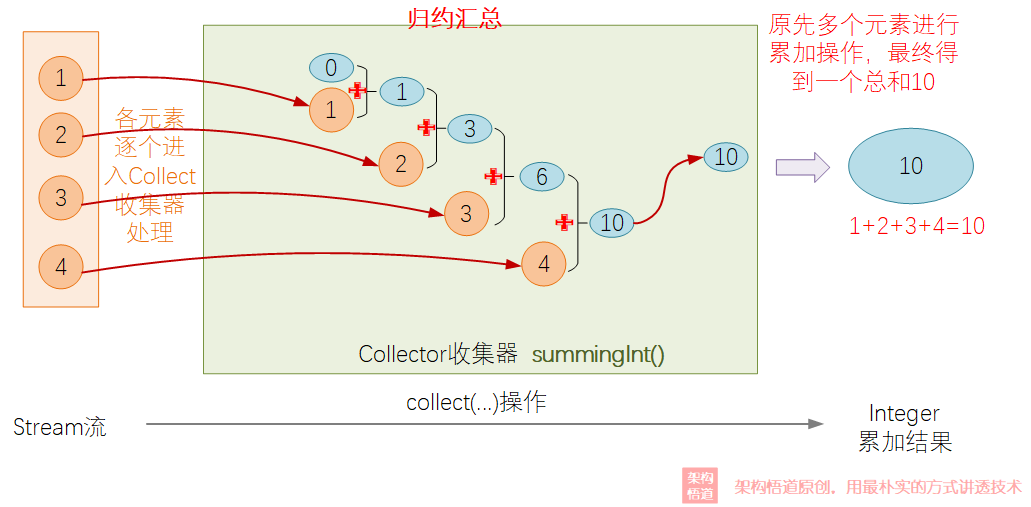 归约汇总
原先多个元素进行
累加操作，最终得
到一个总和10
1
2
3
4
各元素
逐个进
入Collect
收集器
处理
0
1
1
2
3
3
6
4
10
10
10
1+2+3+4=10
Collector收集器 summingInt()
collect(...)操作
Stream流
Integer
累加结果
架构
悟道
架构悟道原创，用最朴实的方式讲透技术